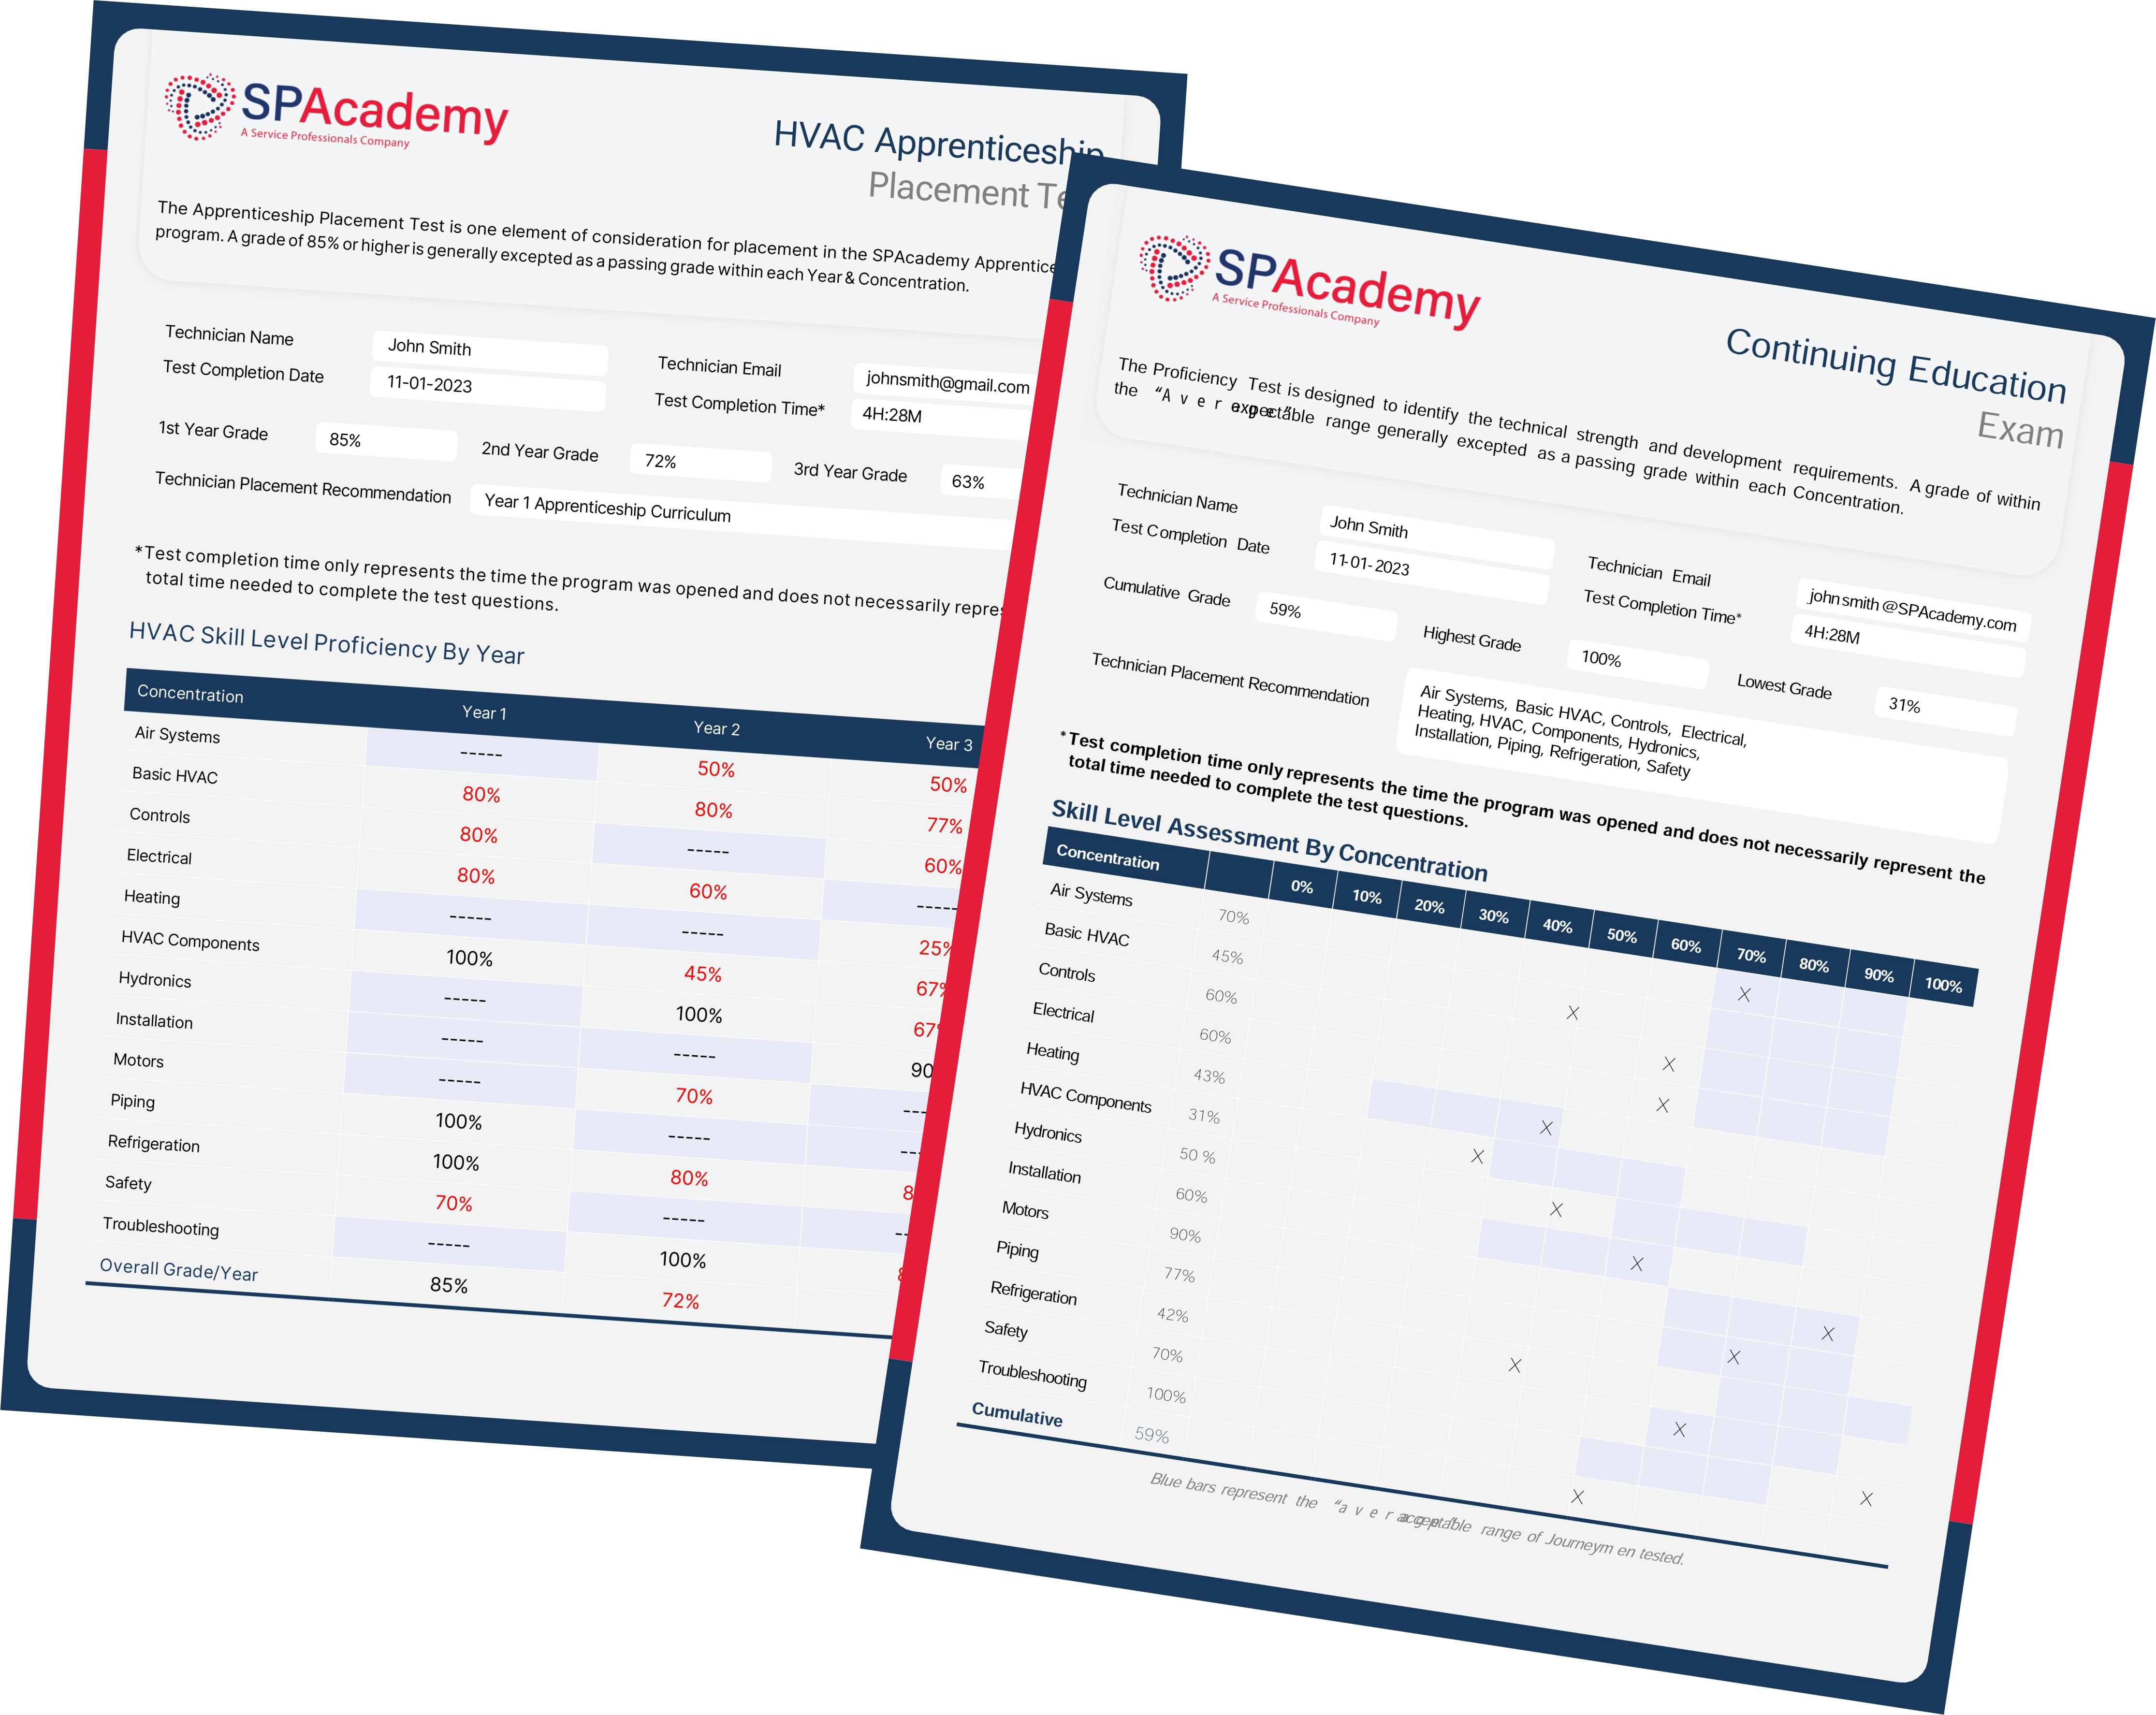 SPAcademy
A Service Professionals Company
HVAC Apprenticeship
Placement
The Apprenticeship Placement Test is one element of consideration for placement in the SPAcademy
program. A grade of 85% or higher is generally excepted as a passing grade within each Year & Concentration.
Technician Name John Smith Technician Email johnsmith@gmail.com
Test Completion Date 11-01-2023 Test Completion Time* 4H:28M
1st Year Grade 85% 2nd Year Grade 72% 3rd Year Grade 63%
Technician Placement Recommendation Year 1 Apprenticeship Curriculum
*Test completion time only represents the time the program was opened and does not necessarily
total time needed to complete the test questions.
HVAC Skill Level Proficiency By Year
Concentration Year 1 Year 2 Year 3
Air Systems ----- 50% 50%
Basic HVAC 80% 80% 77%
Controls 80% ----- 60%
Electrical 80% 60% -----
Heating ----- ----- 25%
HVAC Components 100% 45% 67%
Hydronics ----- 100% 67%
Installation ----- ----- 90
Motors ----- 70% ---
Piping 100% ----- ---
Refrigeration 100% 80% 8
Safety 70% ----- --
Troubleshooting ----- 100%
Overall Grade/Year 85% 72%
SPAcademy
A Service Professionals Company
Continuing Education
Exam
The Proficiency Test is designed to identify the technical strength and development requirements. A grade of within
the “Average” range generally excepted as a passing grade within each Concentration.
Technician Name John Smith Technician Email johnsmith@SPAcademy.com
Test Completion Date 11-01-2023 Test Completion Time* 4H:28M
Cumulative Grade 59% Highest Grade 100% Lowest Grade 31%
Technician Placement Recommendation Air Systems, Basic HVAC, Controls, Electrical,
Heating, HVAC, Components, Hydronics,
Installation, Piping, Refrigeration, Safety
*Test completion time only represents the time the program was opened and does not necessarily represent the
total time needed to complete the test questions.
Skill Level Assessment By Concentration
Concentration 0% 10% 20% 30% 40% 50% 60% 70% 80% 90% 100%
Air Systems 70% X
Basic HVAC 45% X
Controls 60% X
Electrical 60% X
Heating 43% X
HVAC Components 31% X
Hydronics 50 % X
Installation 60% X
Motors 90% X
Piping 77% X
Refrigeration 42% X
Safety 70% X
Troubleshooting 100% X
Cumulative 59% X
Blue bars represent the “average” range of Journeymen tested.